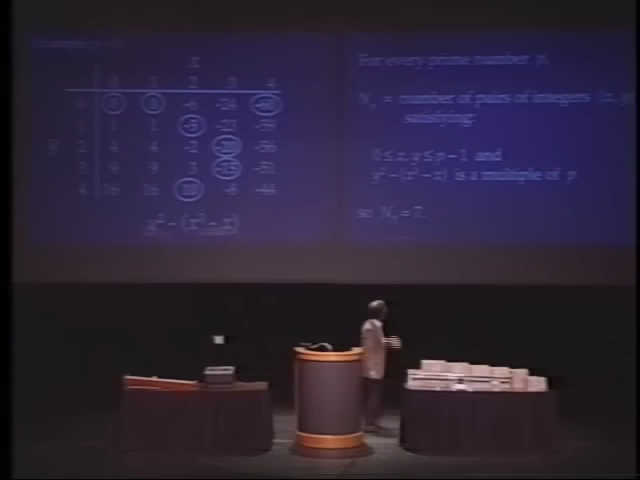 x
0 1 2 3 4
0 0 0 -6 -24 -60
1 1 1 -5 -23 -59
y 2 4 4 -2 -20 -56
3 9 9 3 -15 -51
4 16 16 10 -8 -44
y² – (x³ – x)
For every prime number p,
Nₚ = number of pairs of integers (x, y)
satisfying:
0 ≤ x, y ≤ p – 1 and
y² – (x³ – x) is a multiple of p
so N₅ = 7.